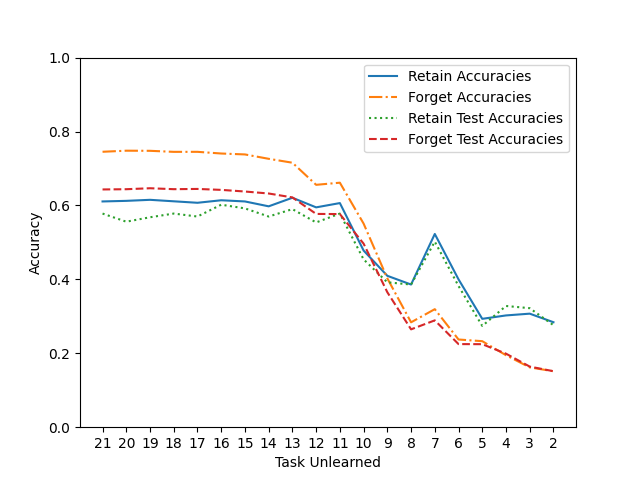 Retain Accuracies
Forget Accuracies
Retain Test Accuracies
Forget Test Accuracies
1.0
0.8
0.6
0.4
0.2
0.0
Accuracy
21 20 19 18 17 16 15 14 13 12 11 10 9 8 7 6 5 4 3 2
Task Unlearned